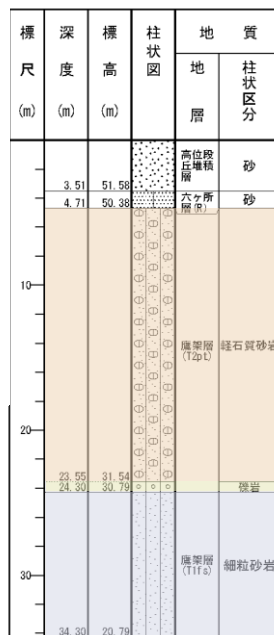 標尺(m) 深度(m) 標高(m) 柱状図 地質
地層 柱状区分
高位段
丘堆積 砂
層
3.51 51.58
六ヶ所 砂
4.71 50.38 層(R)
10
鷹架層 軽石質砂岩
(T2pt)
20
23.55 31.54
24.30 30.79 礫岩
鷹架層 細粒砂岩
(T1fs)
30
34.30 20.79